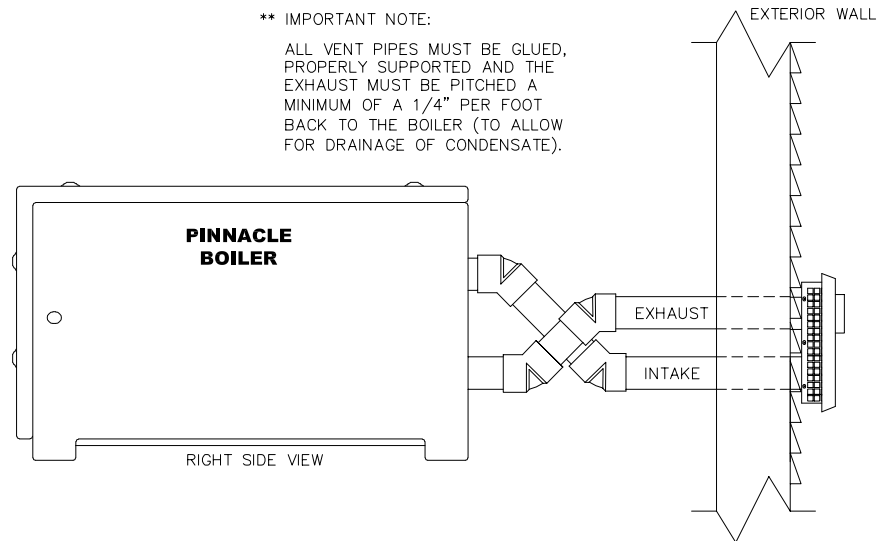 ** IMPORTANT NOTE:
ALL VENT PIPES MUST BE GLUED,
PROPERLY SUPPORTED AND THE
EXHAUST MUST BE PITCHED A
MINIMUM OF A 1/4" PER FOOT
BACK TO THE BOILER (TO ALLOW
FOR DRAINAGE OF CONDENSATE).
EXTERIOR WALL
PINNACLE
BOILER
EXHAUST
INTAKE
RIGHT SIDE VIEW